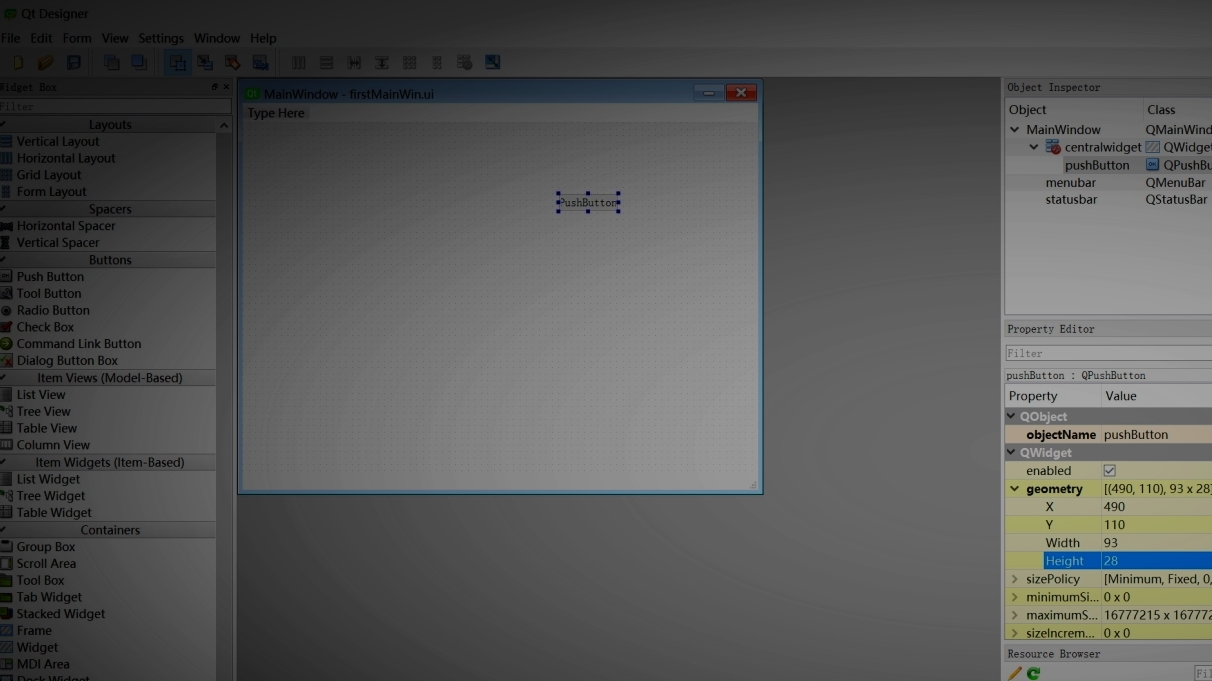 Qt Designer
File Edit Form View Settings Window Help
Widget Box
Filter
Layouts
Vertical Layout
Horizontal Layout
Grid Layout
Form Layout
Spacers
Horizontal Spacer
Vertical Spacer
Buttons
Push Button
Tool Button
Radio Button
Check Box
Command Link Button
Dialog Button Box
Item Views (Model-Based)
List View
Tree View
Table View
Column View
Item Widgets (Item-Based)
List Widget
Tree Widget
Table Widget
Containers
Group Box
Scroll Area
Tool Box
Tab Widget
Stacked Widget
Frame
Widget
MDI Area
Dock Widget
MainWindow - firstMainWin.ui
Type Here
PushButton
Object Inspector
Object Class
MainWindow QMainWind
centralwidget QWidge
pushButton QPushBu
menubar QMenuBar
statusbar QStatusBar
Property Editor
Filter
pushButton : QPushButton
Property Value
QObject
objectName pushButton
QWidget
enabled
geometry [(490, 110), 93 x 28]
X 490
Y 110
Width 93
Height 28
sizePolicy [Minimum, Fixed, 0,
minimumSi... 0 x 0
maximumS... 16777215 x 167772
sizeIncrem... 0 x 0
Resource Browser
Fil